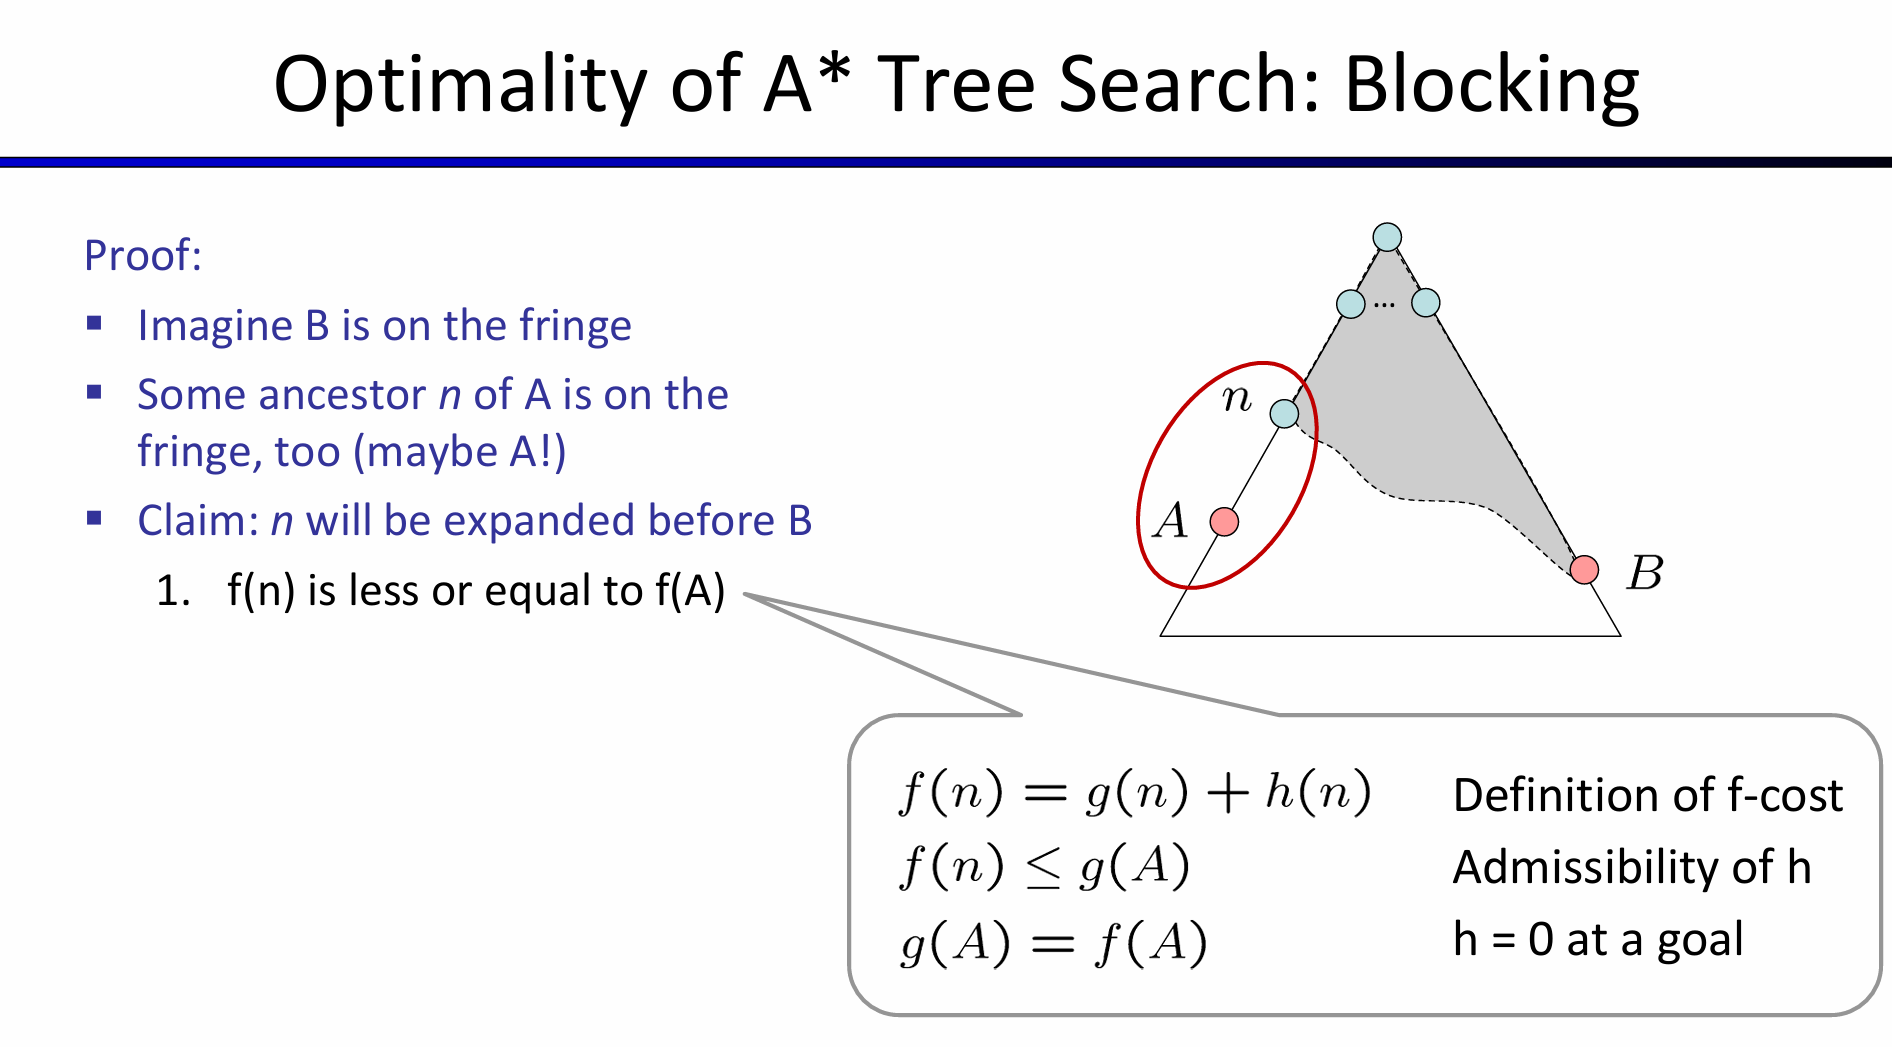 Optimality of A* Tree Search: Blocking
Proof:
▪ Imagine B is on the fringe
▪ Some ancestor n of A is on the
fringe, too (maybe A!)
▪ Claim: n will be expanded before B
1. f(n) is less or equal to f(A)
...
n
A
B
f(n) = g(n) + h(n) Definition of f-cost
f(n) ≤ g(A) Admissibility of h
g(A) = f(A) h = 0 at a goal